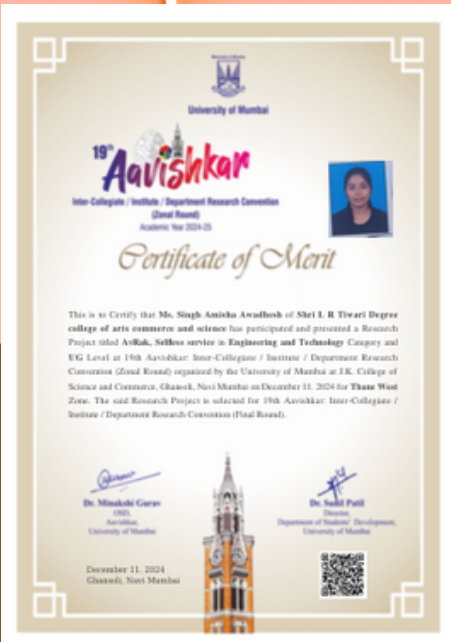 University of Mumbai
19th
Aavishkar
Inter-Collegiate / Institute / Department Research Convention
(Zonal Round)
Academic Year 2024-25
Certificate of Merit
This is to Certify that Ms. Singh Amisha Awadhesh of Shri L R Tiwari Degree
college of arts commerce and science has participated and presented a Research
Project titled AvRak, Selfless service in Engineering and Technology Category and
UG Level at 19th Aavishkar: Inter-Collegiate / Institute / Department Research
Convention (Zonal Round) organized by the University of Mumbai at J.K. College of
Science and Commerce, Ghansoli, Navi Mumbai on December 11, 2024 for Thane West
Zone. The said Research Project is selected for 19th Aavishkar: Inter-Collegiate /
Institute / Department Research Convention (Final Round).
Dr. Minakshi Gurav
OSD,
Aavishkar,
University of Mumbai
Dr. Sunil Patil
Director,
Department of Students' Development,
University of Mumbai
December 11, 2024
Ghansoli, Navi Mumbai